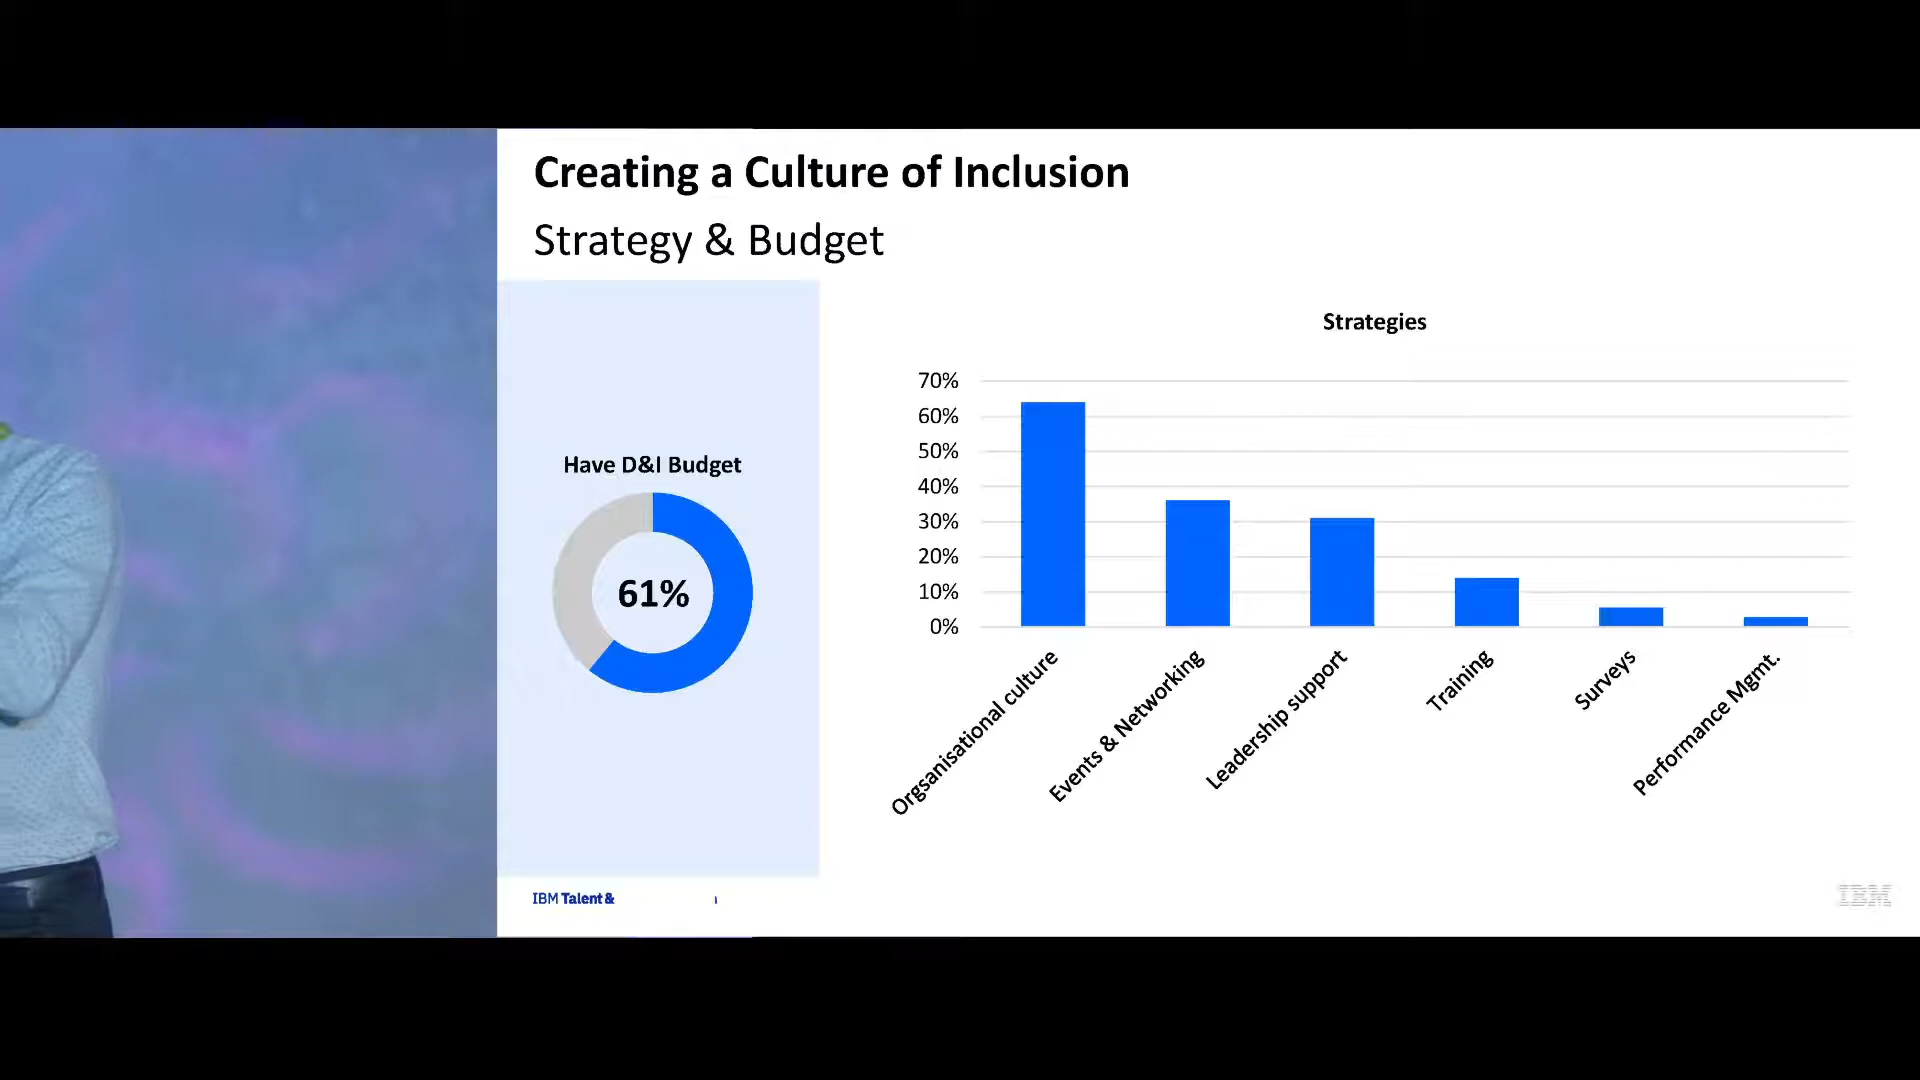 Creating a Culture of Inclusion
Strategy & Budget
Have D&I Budget
61%
Strategies
70%
60%
50%
40%
30%
20%
10%
0%
Orgsanisational culture
Events & Networking
Leadership support
Training
Surveys
Performance Mgmt.
IBM Talent &
IBM